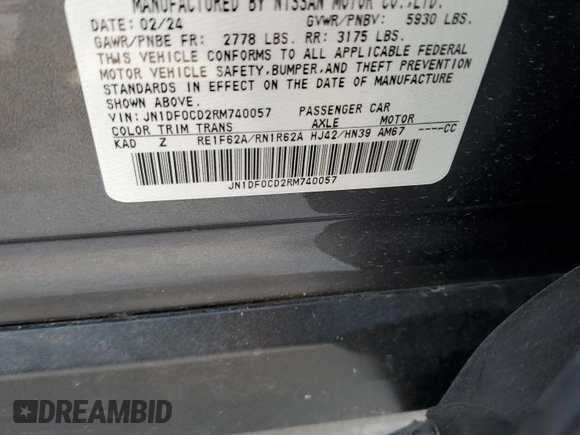 MANUFACTURED BY NISSAN MOTOR CO.,LTD.
DATE: 02/24 GVWR/PNBV: 5930 LBS.
GAWR/PNBE FR: 2778 LBS. RR: 3175 LBS.
THIS VEHICLE CONFORMS TO ALL APPLICABLE FEDERAL
MOTOR VEHICLE SAFETY, BUMPER, AND THEFT PREVENTION
STANDARDS IN EFFECT ON THE DATE OF MANUFACTURE
SHOWN ABOVE.
VIN: JN1DF0CD2RM740057 PASSENGER CAR
COLOR TRIM TRANS AXLE MOTOR
KAD Z RE1F62A/RN1R62A HJ42/HN39 AM67 ----CC
JN1DF0CD2RM740057
DREAMBID